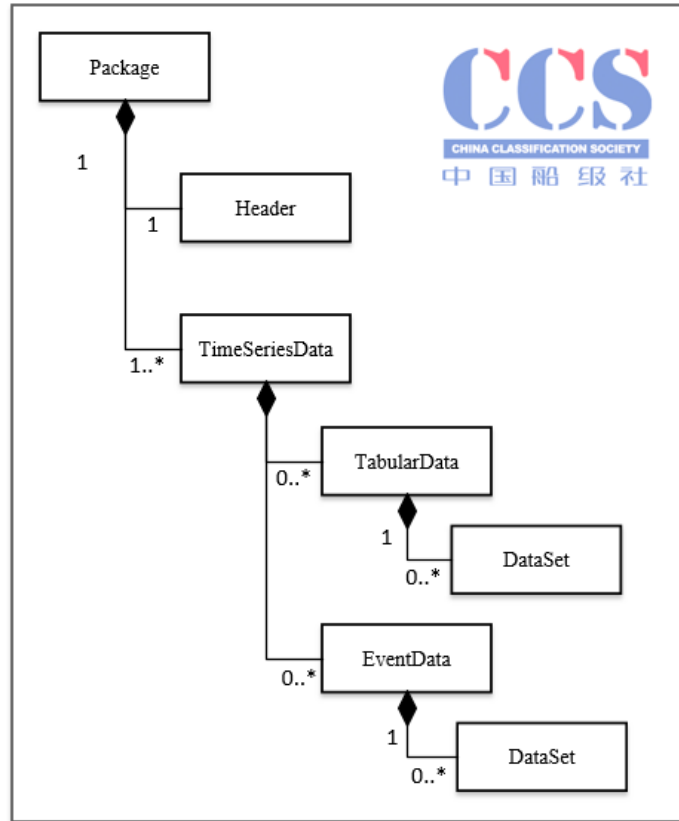 Package
CCS
CHINA CLASSIFICATION SOCIETY
中国船级社
1
Header
1
TimeSeriesData
1..*
TabularData
0..*
1
DataSet
0..*
EventData
0..*
1
DataSet
0..*